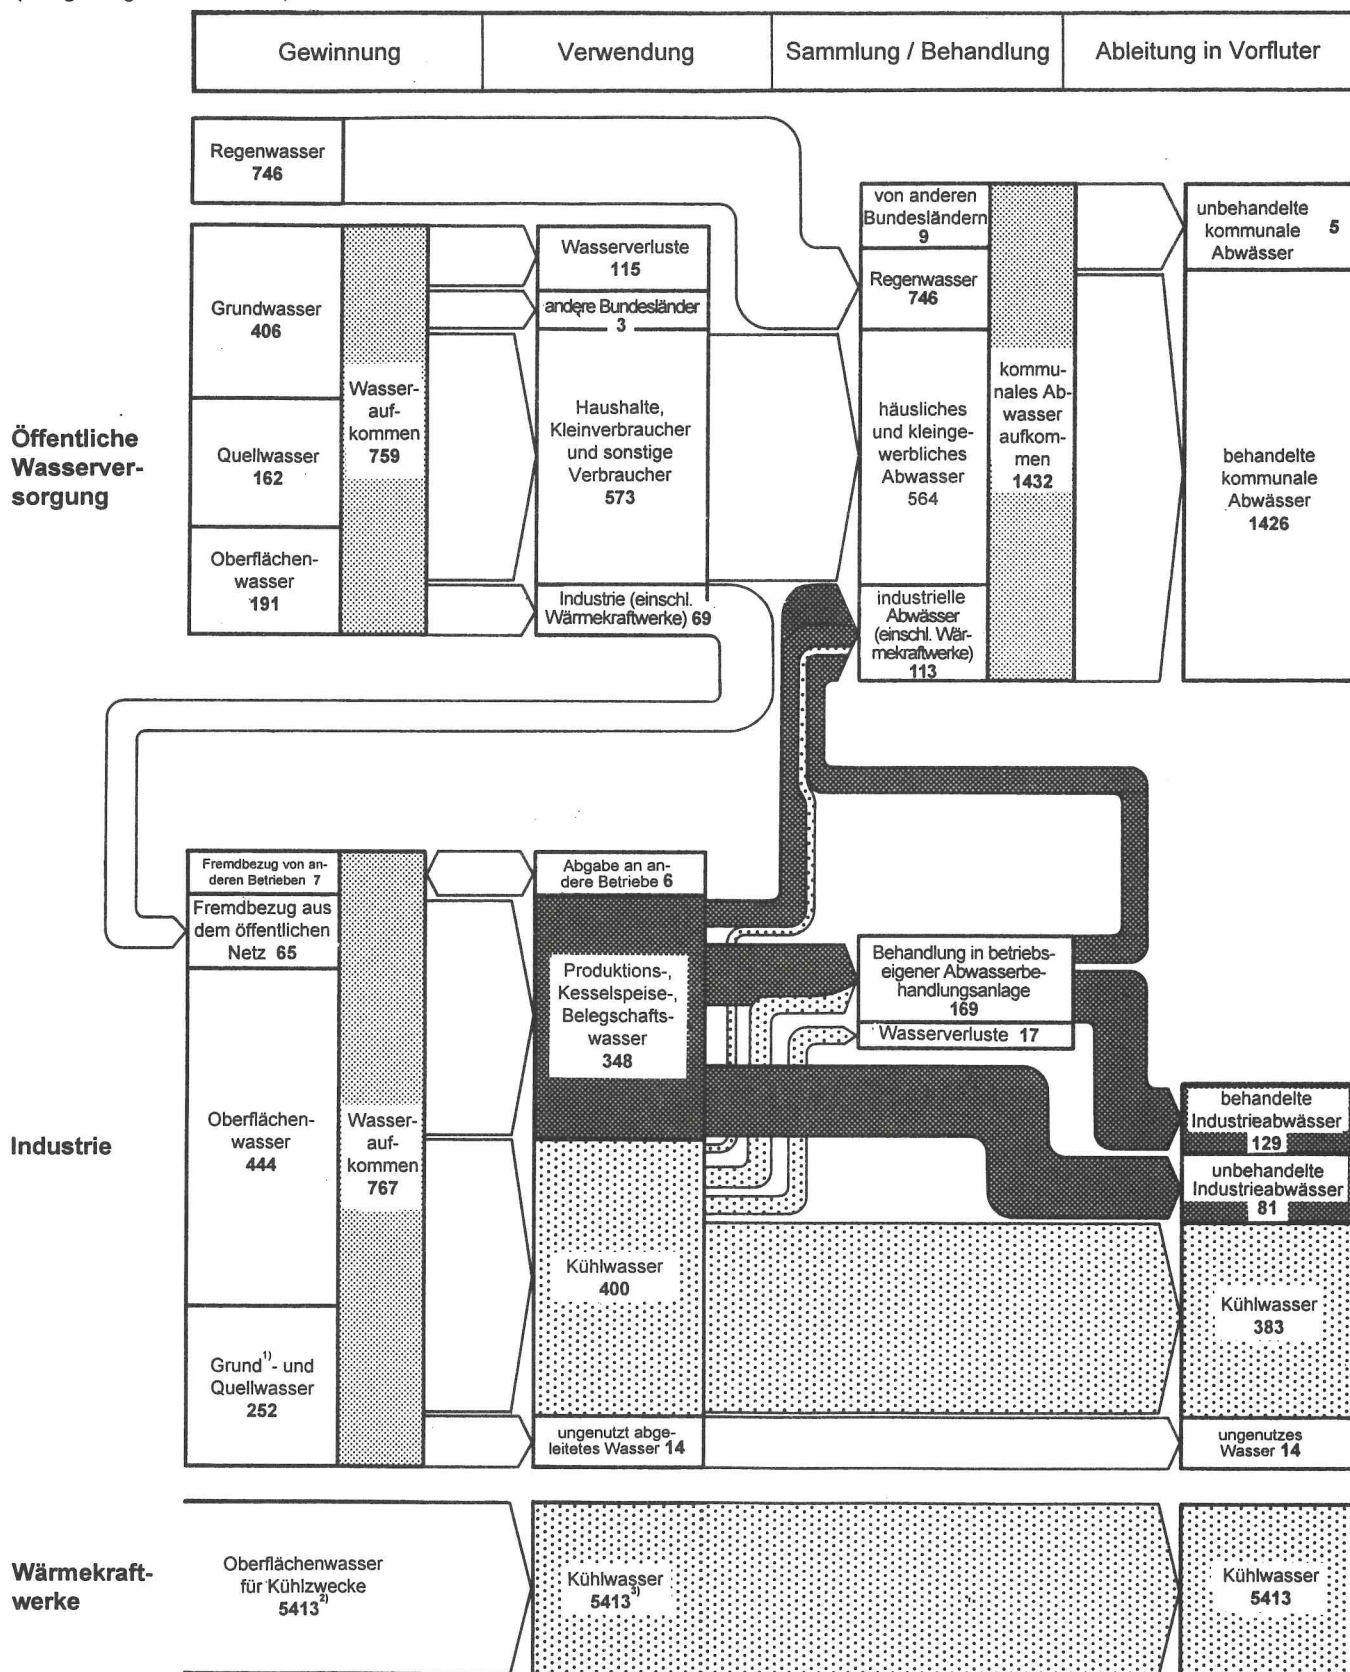 Gewinnung
Verwendung
Sammlung / Behandlung
Ableitung in Vorfluter
Regenwasser
746
von anderen
Bundesländern
9
unbehandelte
kommunale
Abwässer
5
Öffentliche
Wasserver-
sorgung
Grundwasser
406
Quellwasser
162
Oberflächen-
wasser
191
Wasser-
auf-
kommen
759
Wasserverluste
115
andere Bundesländer
3
Haushalte,
Kleinverbraucher
und sonstige
Verbraucher
573
Industrie (einschl.
Wärmekraftwerke) 69
Regenwasser
746
häusliches
und kleinge-
werbliches
Abwasser
564
industrielle
Abwässer
(einschl. Wär-
mekraftwerke)
113
kommu-
nales Ab-
wasser
aufkom-
men
1432
behandelte
kommunale
Abwässer
1426
Industrie
Fremdbezug von an-
deren Betrieben 7
Fremdbezug aus
dem öffentlichen
Netz 65
Oberflächen-
wasser
444
Grund1)- und
Quellwasser
252
Wasser-
auf-
kommen
767
Abgabe an an-
dere Betriebe 6
Produktions-,
Kesselspeise-,
Belegschafts-
wasser
348
Kühlwasser
400
ungenutzt abge-
leitetes Wasser 14
Behandlung in betriebs-
eigener Abwasserbe-
handlungsanlage
169
Wasserverluste 17
behandelte
Industrieabwässer
129
unbehandelte
Industrieabwässer
81
Kühlwasser
383
ungenutzes
Wasser 14
Wärmekraft-
werke
Oberflächenwasser
für Kühlzwecke
5413 2)
Kühlwasser
5413 3)
Kühlwasser
5413